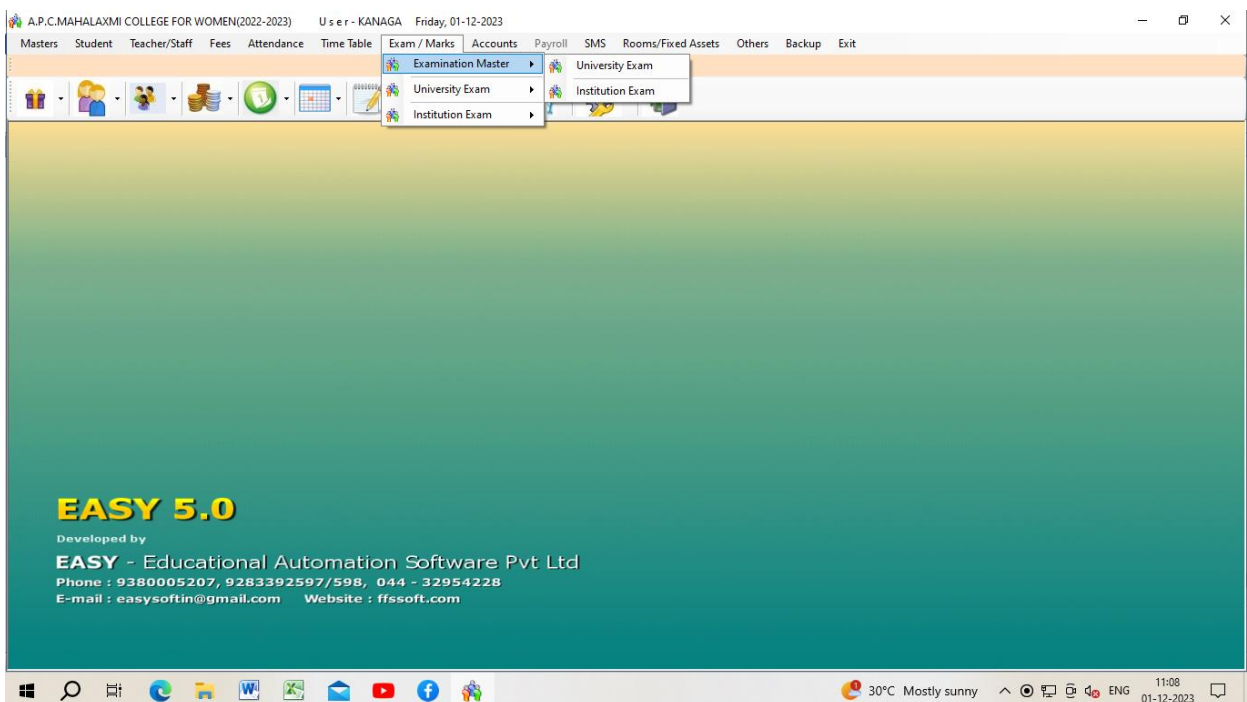 A.P.C.MAHALAXMI COLLEGE FOR WOMEN(2022-2023) U s e r - KANAGA Friday, 01-12-2023
Masters Student Teacher/Staff Fees Attendance Time Table Exam / Marks Accounts Payroll SMS Rooms/Fixed Assets Others Backup Exit
Examination Master University Exam
University Exam Institution Exam
Institution Exam
EASY 5.0
Developed by
EASY - Educational Automation Software Pvt Ltd
Phone : 9380005207, 9283392597/598, 044 - 32954228
E-mail : easysoftin@gmail.com Website : ffssoft.com
30°C Mostly sunny ENG 11:08
01-12-2023